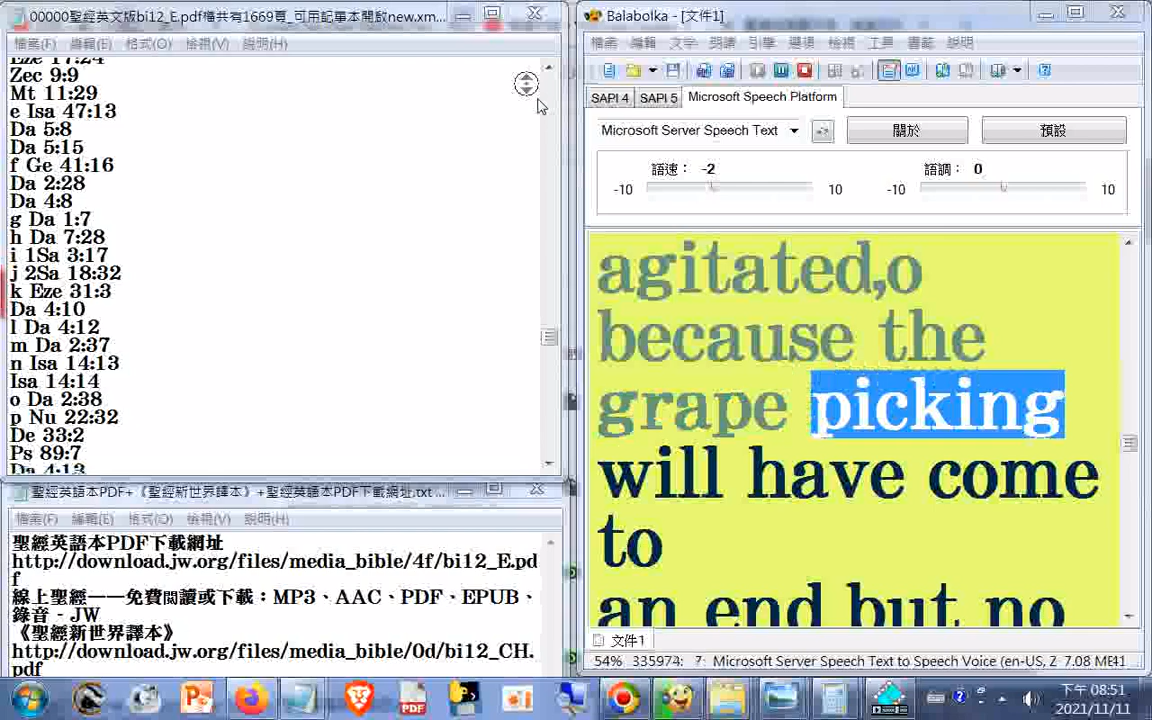 00000聖經英文版bi12_E.pdf檔共有1669頁_可用記事本開啟new.xm...
檔案(F) 編輯(E) 格式(O) 檢視(V) 說明(H)
Eze 17:24
Zec 9:9
Mt 11:29
e Isa 47:13
Da 5:8
Da 5:15
f Ge 41:16
Da 2:28
Da 4:8
g Da 1:7
h Da 7:28
i 1Sa 3:17
j 2Sa 18:32
k Eze 31:3
Da 4:10
l Da 4:12
m Da 2:37
n Isa 14:13
Isa 14:14
o Da 2:38
p Nu 22:32
De 33:2
Ps 89:7
Da 4:13
聖經英語本PDF+《聖經新世界譯本》+聖經英語本PDF下載網址.txt ...
檔案(F) 編輯(E) 格式(O) 檢視(V) 說明(H)
聖經英語本PDF下載網址
http://download.jw.org/files/media_bible/4f/bi12_E.pd
f
線上聖經——免費閱讀或下載：MP3、AAC、PDF、EPUB、
錄音 - JW
《聖經新世界譯本》
http://download.jw.org/files/media_bible/0d/bi12_CH.
pdf
Balabolka - [文件1]
檔案 編輯 文字 朗讀 引擎 選項 檢視 工具 書籤 說明
SAPI 4 SAPI 5 Microsoft Speech Platform
Microsoft Server Speech Text 關於 預設
語速： -2 語調： 0
-10 10 -10 10
agitated,o
because the
grape picking
will have come
to
an end but no
文件1
54% 335974: 7: Microsoft Server Speech Text to Speech Voice (en-US, Z 7.08 ME41
下午 08:51
2021/11/11